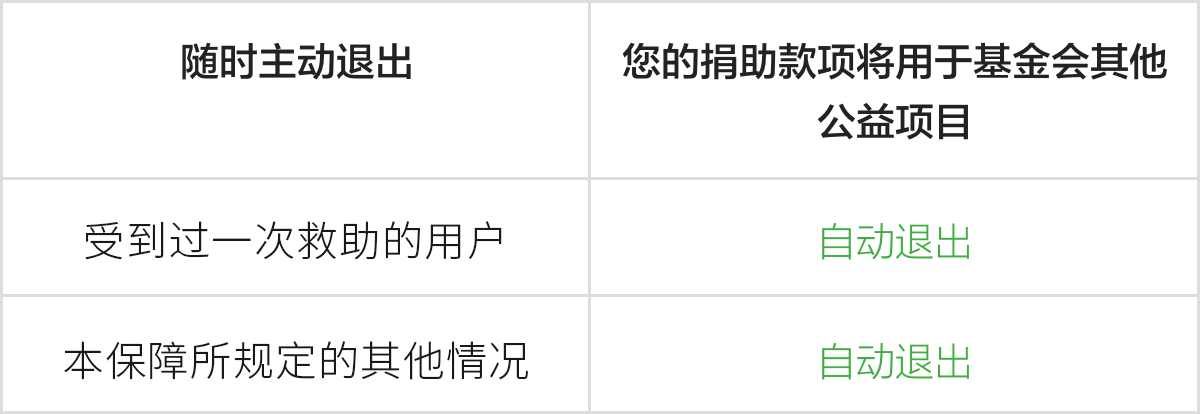 随时主动退出
您的捐助款项将用于基金会其他
公益项目
受到过一次救助的用户
自动退出
本保障所规定的其他情况
自动退出